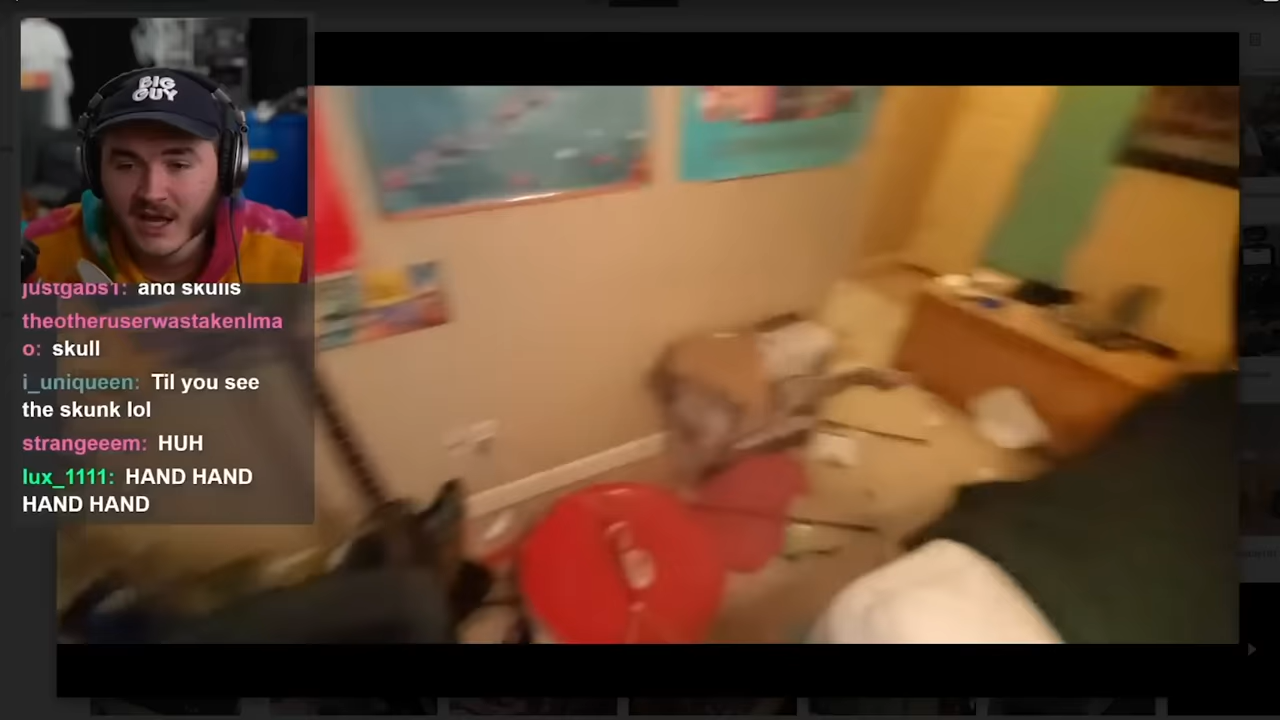 BIG
GUY
justgabs1: and skulls
theotheruserwastakenlma
o: skull
i_uniqueen: Til you see
the skunk lol
strangeeem: HUH
lux_1111: HAND HAND
HAND HAND